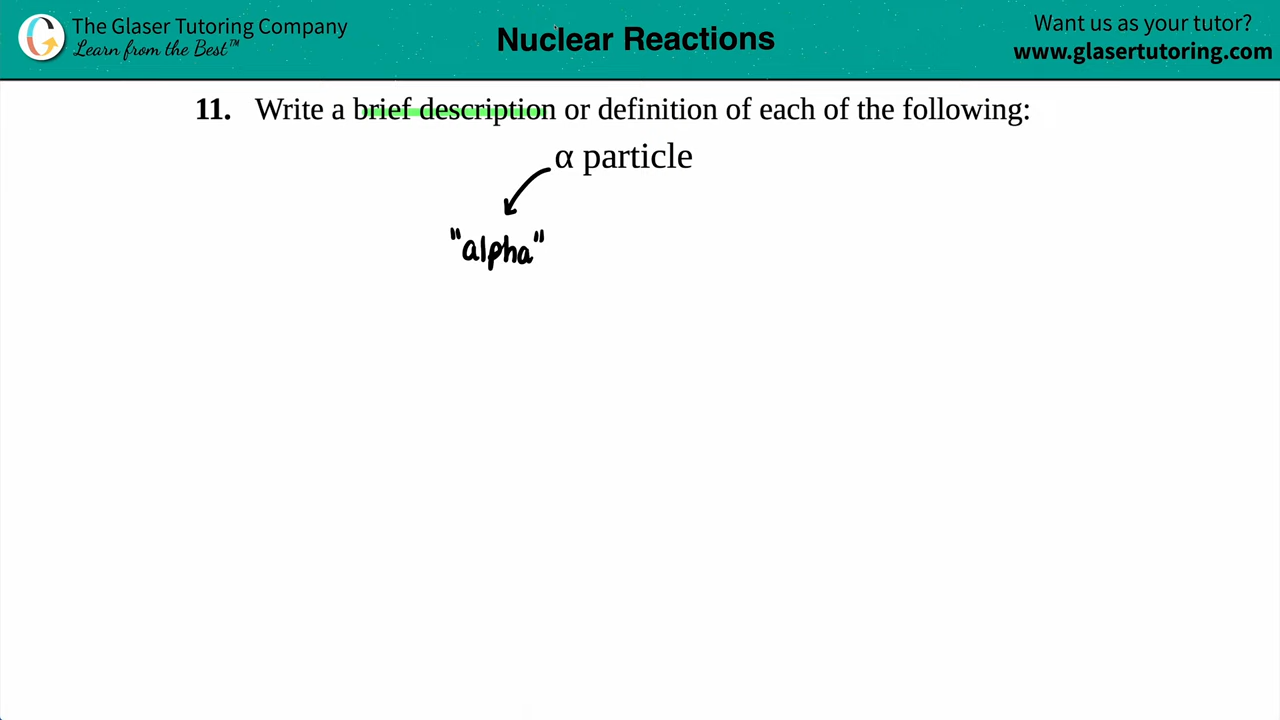 The Glaser Tutoring Company
Learn from the Best™
Nuclear Reactions
Want us as your tutor?
www.glasertutoring.com
11. Write a brief description or definition of each of the following:
α particle
"alpha"